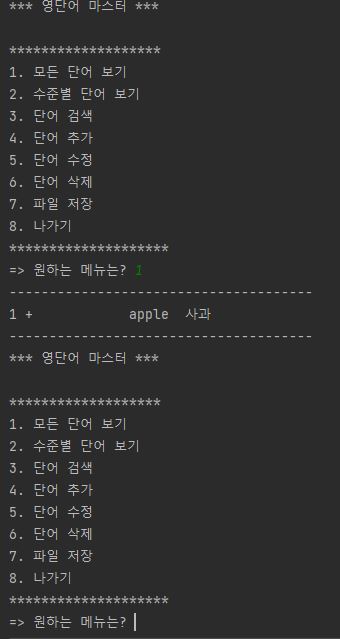 *** 영단어 마스터 ***
*******************
1. 모든 단어 보기
2. 수준별 단어 보기
3. 단어 검색
4. 단어 추가
5. 단어 수정
6. 단어 삭제
7. 파일 저장
8. 나가기
********************
=> 원하는 메뉴는? 1
--------------------------------------
1 +            apple  사과
--------------------------------------
*** 영단어 마스터 ***
*******************
1. 모든 단어 보기
2. 수준별 단어 보기
3. 단어 검색
4. 단어 추가
5. 단어 수정
6. 단어 삭제
7. 파일 저장
8. 나가기
********************
=> 원하는 메뉴는?